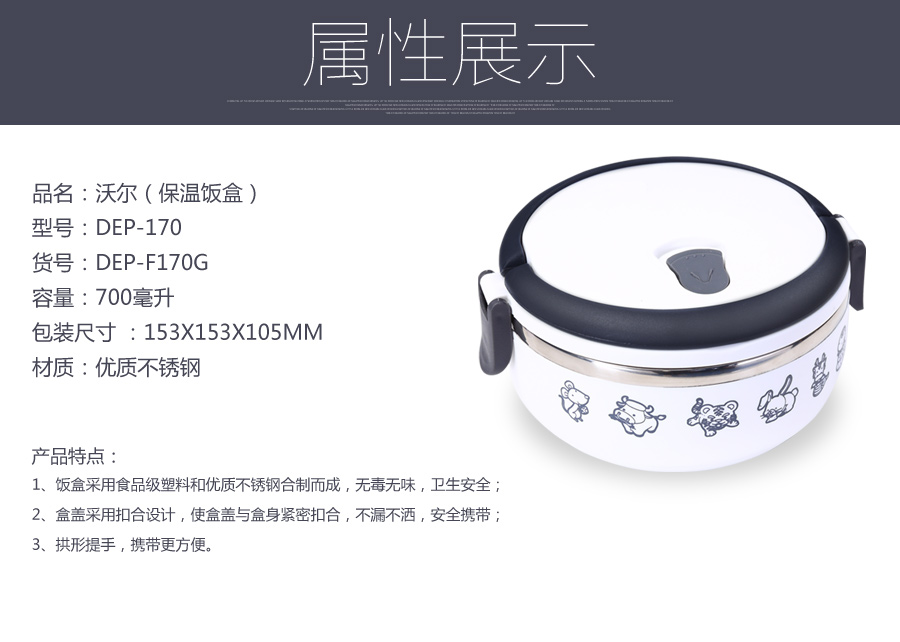 属性展示
品名：沃尔（保温饭盒）
型号：DEP-170
货号：DEP-F170G
容量：700毫升
包装尺寸 ：153X153X105MM
材质：优质不锈钢
产品特点：
1、饭盒采用食品级塑料和优质不锈钢合制而成，无毒无味，卫生安全；
2、盒盖采用扣合设计，使盒盖与盒身紧密扣合，不漏不洒，安全携带；
3、拱形提手，携带更方便。